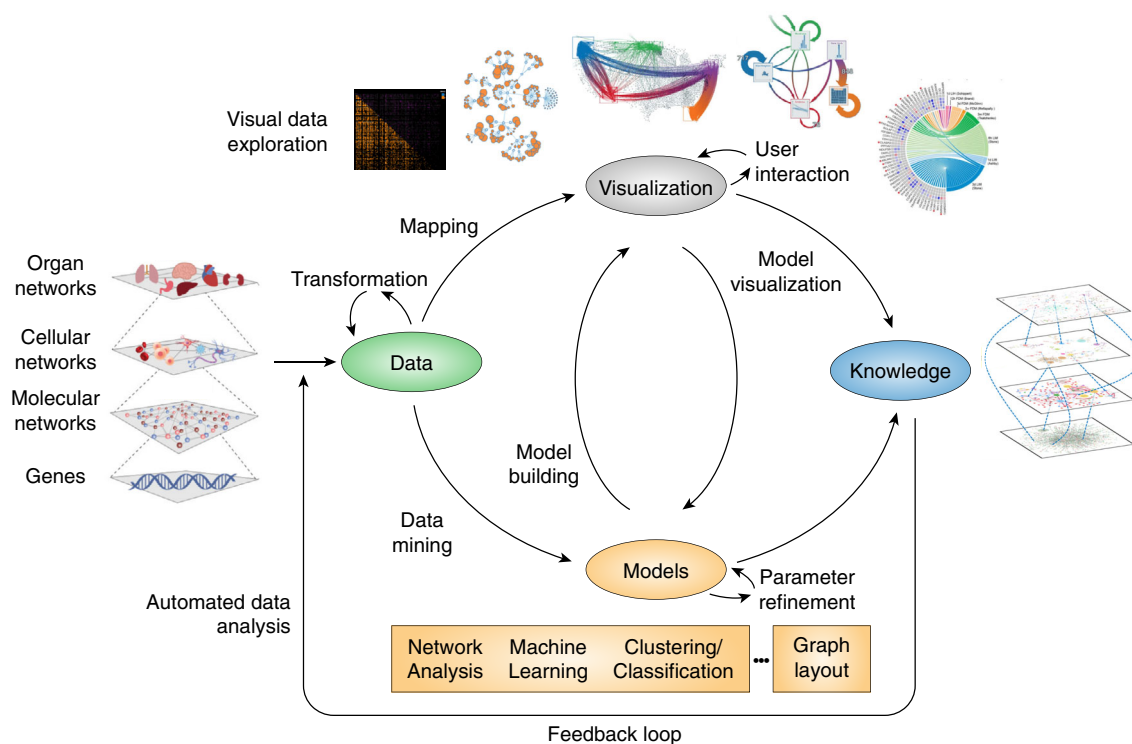 Visual data
exploration
User
interaction
Visualization
Mapping
Organ
networks
Transformation
Model
visualization
Cellular
networks
Data
Knowledge
Molecular
networks
Model
building
Genes
Data
mining
Models
Parameter
refinement
Automated data
analysis
Network
Analysis
Machine
Learning
Clustering/
Classification
•••
Graph
layout
Feedback loop